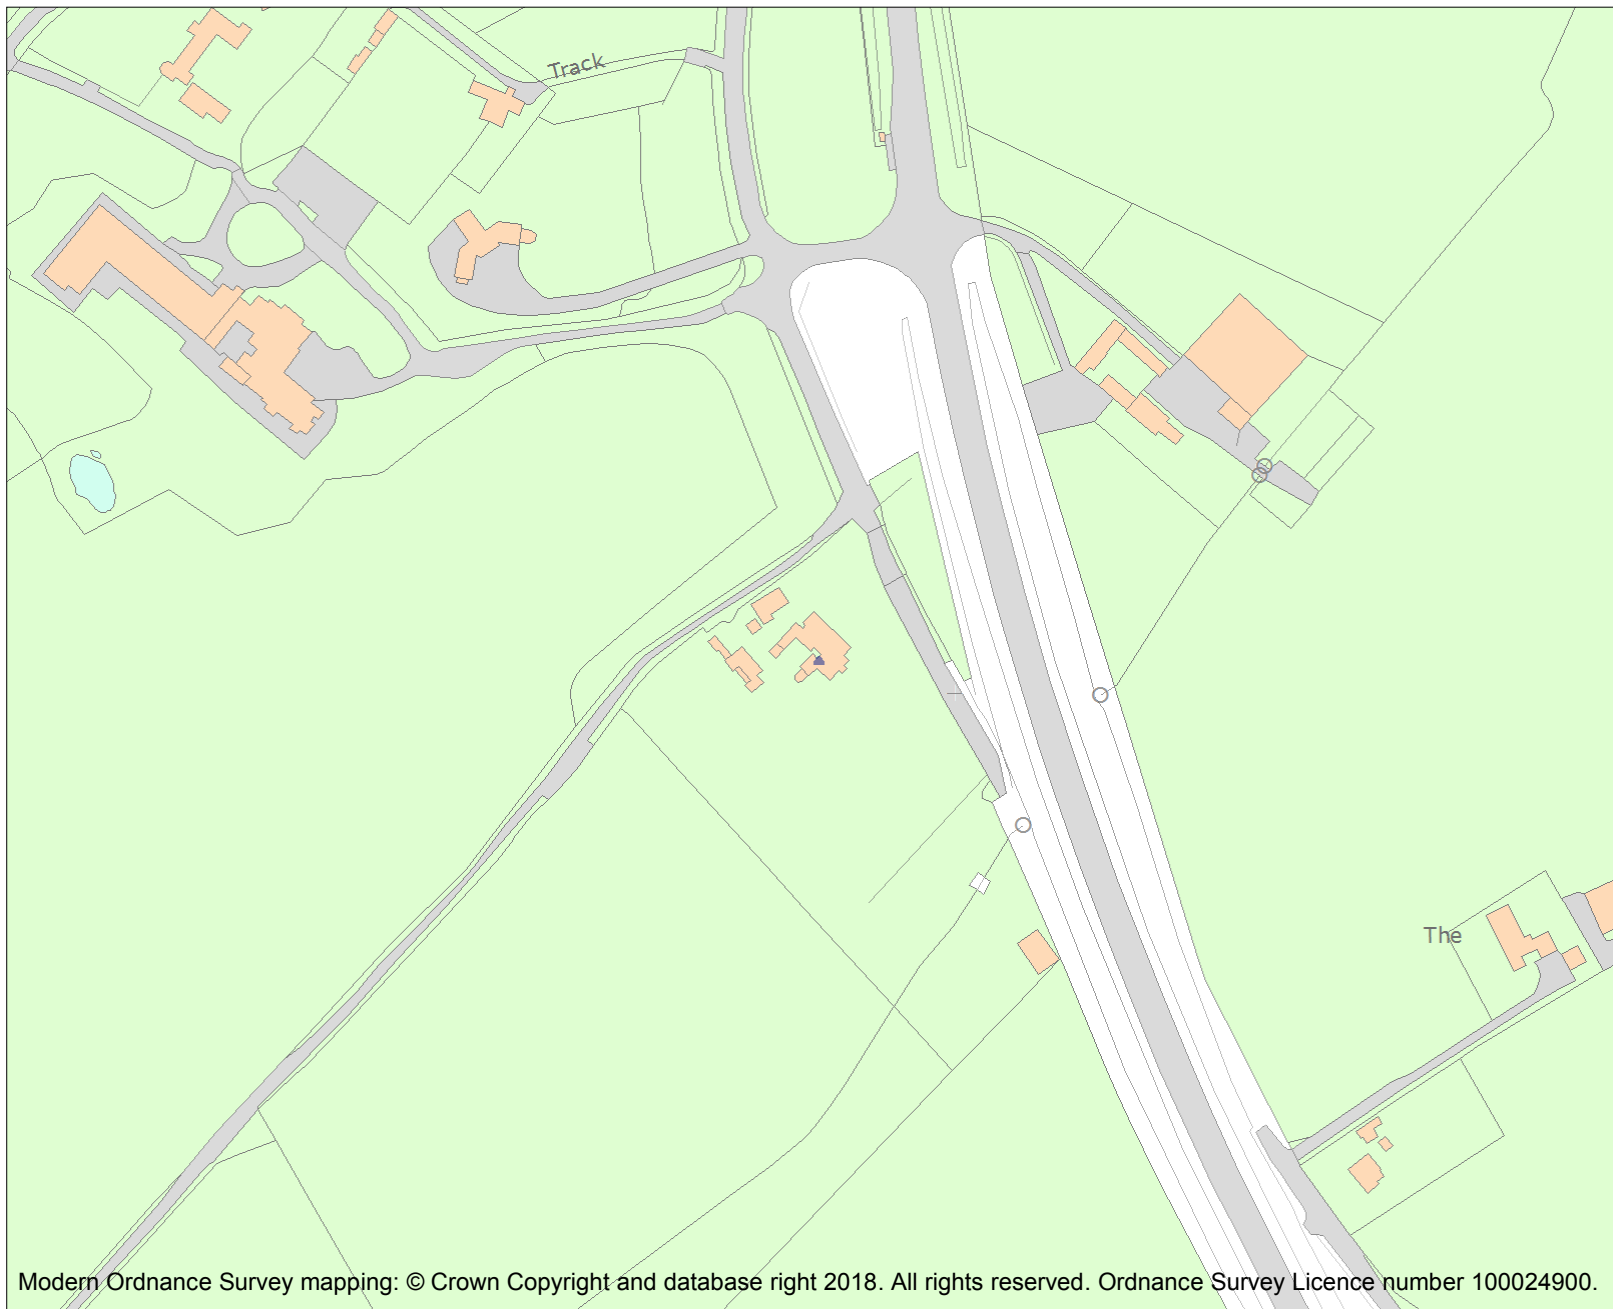 Track
The
Modern Ordnance Survey mapping: © Crown Copyright and database right 2018. All rights reserved. Ordnance Survey Licence number 100024900.